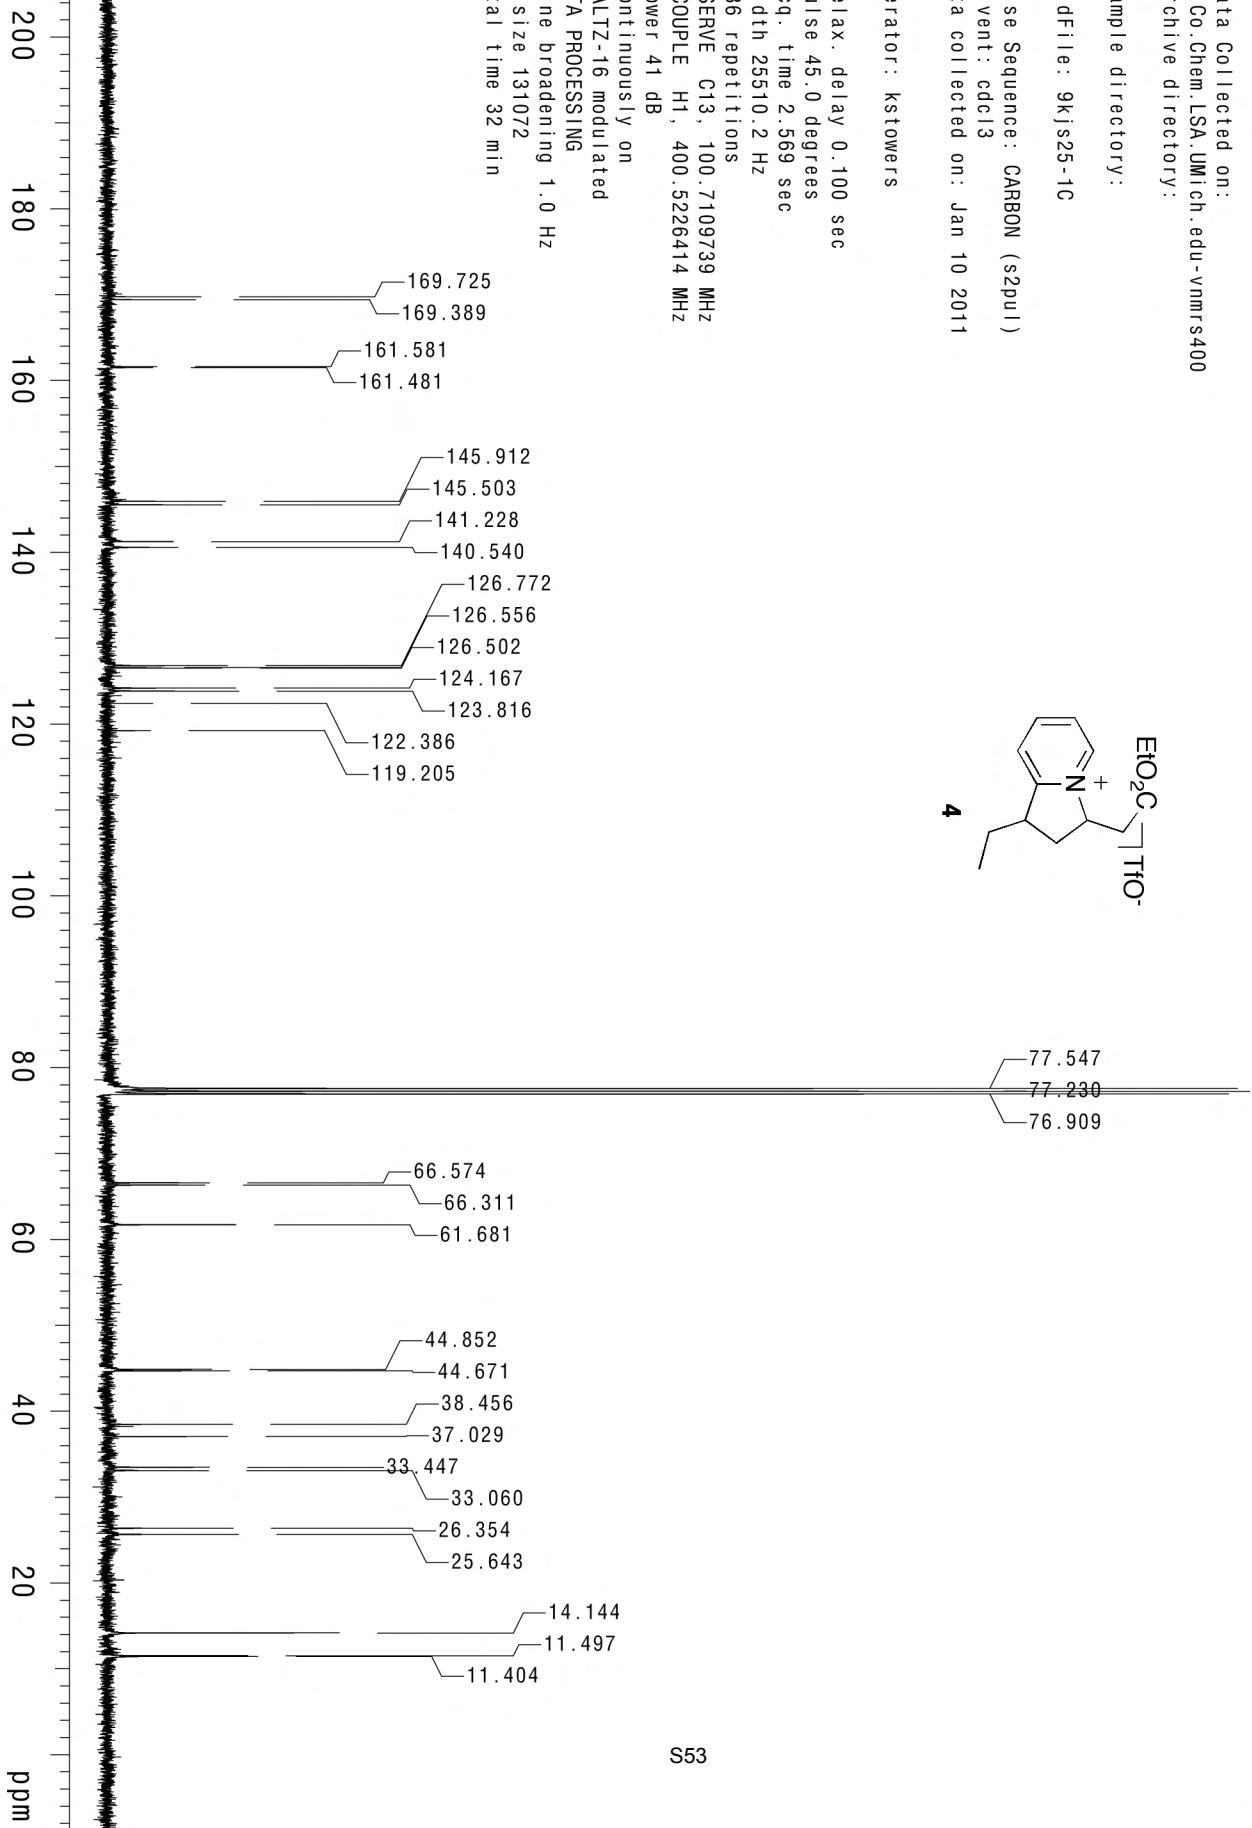 ata Collected on:
Co.Chem.LSA.UMich.edu-vnmrs400
rchive directory:
ample directory:
dFile: 9kjs25-1C
se Sequence: CARBON (s2pul)
vent: cdcl3
a collected on: Jan 10 2011
erator: kstowers
elax. delay 0.100 sec
ulse 45.0 degrees
cq. time 2.569 sec
dth 25510.2 Hz
86 repetitions
SERVE C13, 100.7109739 MHz
COUPLE H1, 400.5226414 MHz
ower 41 dB
ontinuously on
ALTZ-16 modulated
TA PROCESSING
ne broadening 1.0 Hz
size 131072
tal time 32 min
EtO2C
TfO-
N +
4
169.725
169.389
161.581
161.481
145.912
145.503
141.228
140.540
126.772
126.556
126.502
124.167
123.816
122.386
119.205
77.547
77.230
76.909
66.574
66.311
61.681
44.852
44.671
38.456
37.029
33.447
33.060
26.354
25.643
14.144
11.497
11.404
200 180 160 140 120 100 80 60 40 20 ppm
S53